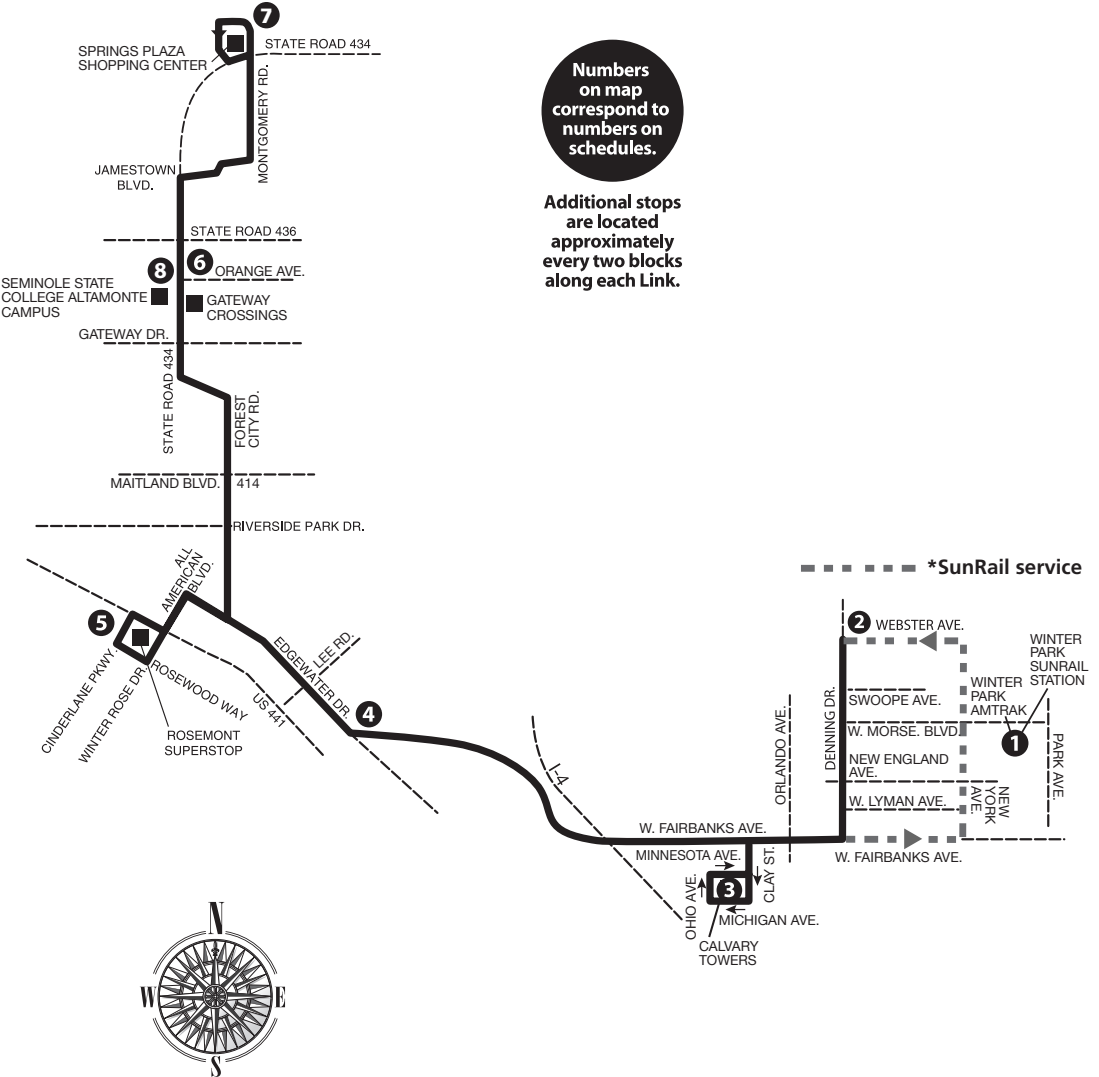 7
STATE ROAD 434
SPRINGS PLAZA
SHOPPING CENTER
MONTGOMERY RD.
Numbers
on map
correspond to
numbers on
schedules.
JAMESTOWN
BLVD.
Additional stops
are located
approximately
every two blocks
along each Link.
STATE ROAD 436
8
6
ORANGE AVE.
SEMINOLE STATE
COLLEGE ALTAMONTE
CAMPUS
GATEWAY
CROSSINGS
GATEWAY DR.
STATE ROAD 434
FOREST
CITY RD.
MAITLAND BLVD.
414
RIVERSIDE PARK DR.
ALL
AMERICAN
BLVD.
*SunRail service
5
CINDERLANE PKWY.
WINTER ROSE DR.
ROSEWOOD WAY
ROSEMONT
SUPERSTOP
US 441
EDGEWATER DR.
LEE RD.
4
I-4
2
WEBSTER AVE.
WINTER
PARK
SUNRAIL
STATION
WINTER
PARK
AMTRAK
1
SWOOPE AVE.
W. MORSE. BLVD.
DENNING DR.
ORLANDO AVE.
NEW ENGLAND
AVE.
NEW
YORK
AVE.
PARK AVE.
W. LYMAN AVE.
W. FAIRBANKS AVE.
W. FAIRBANKS AVE.
MINNESOTA AVE.
CLAY ST.
OHIO AVE.
3
MICHIGAN AVE.
CALVARY
TOWERS
N
W
E
S